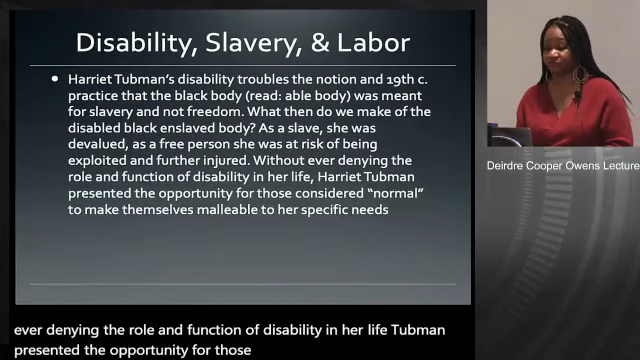 Disability, Slavery, & Labor
Harriet Tubman's disability troubles the notion and 19th c.
practice that the black body (read: able body) was meant
for slavery and not freedom. What then do we make of the
disabled black enslaved body? As a slave, she was
devalued, as a free person she was at risk of being
exploited and further injured. Without ever denying the
role and function of disability in her life, Harriet Tubman
presented the opportunity for those considered "normal"
to make themselves malleable to her specific needs
Deirdre Cooper Owens Lecture
ever denying the role and function of disability in her life Tubman
presented the opportunity for those